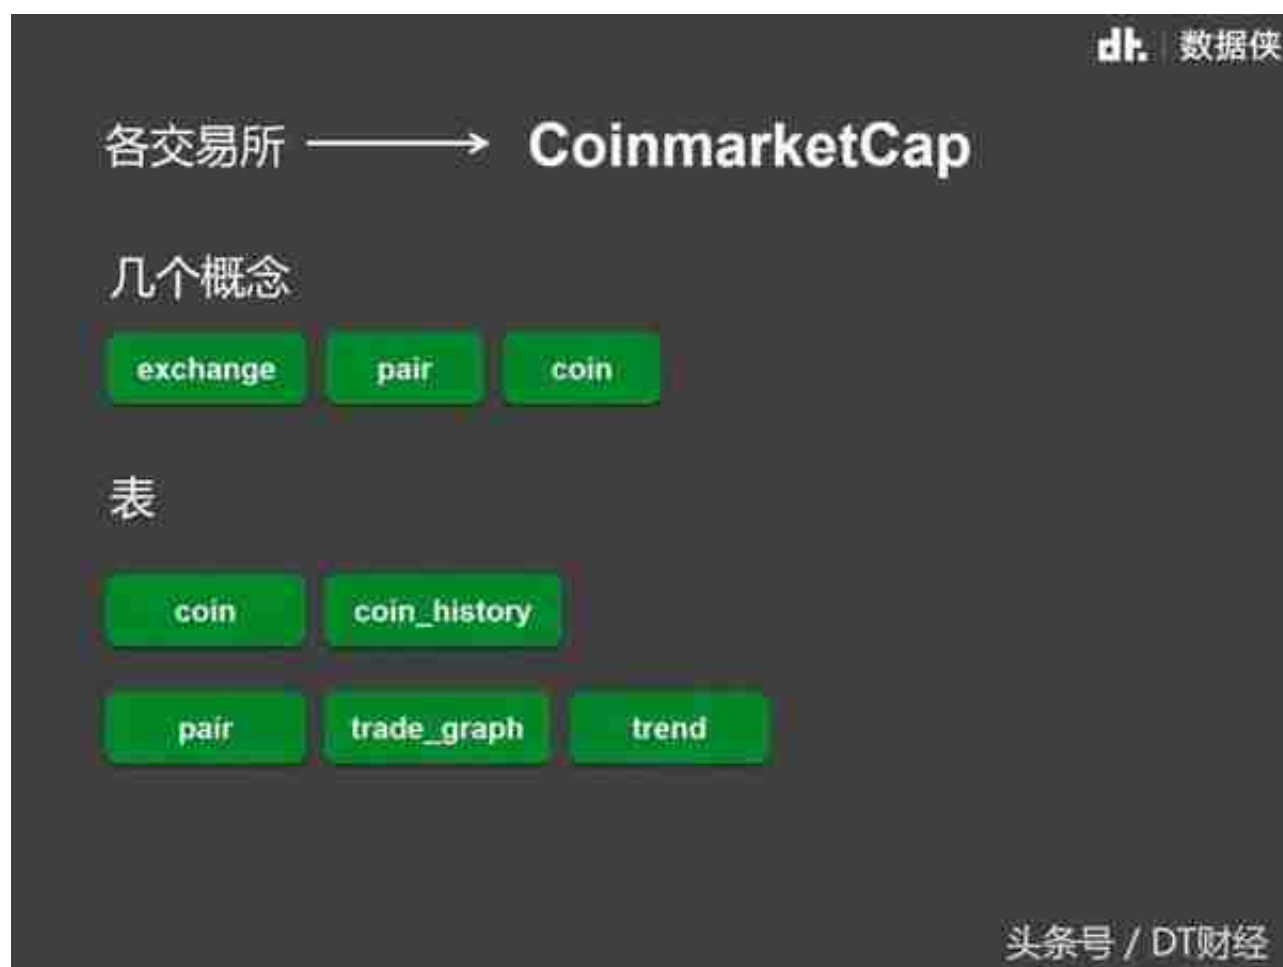 dt. 数据侠
各交易所 → CoinmarketCap
几个概念
exchange pair coin
表
coin coin_history
pair trade_graph trend
头条号 / DT财经